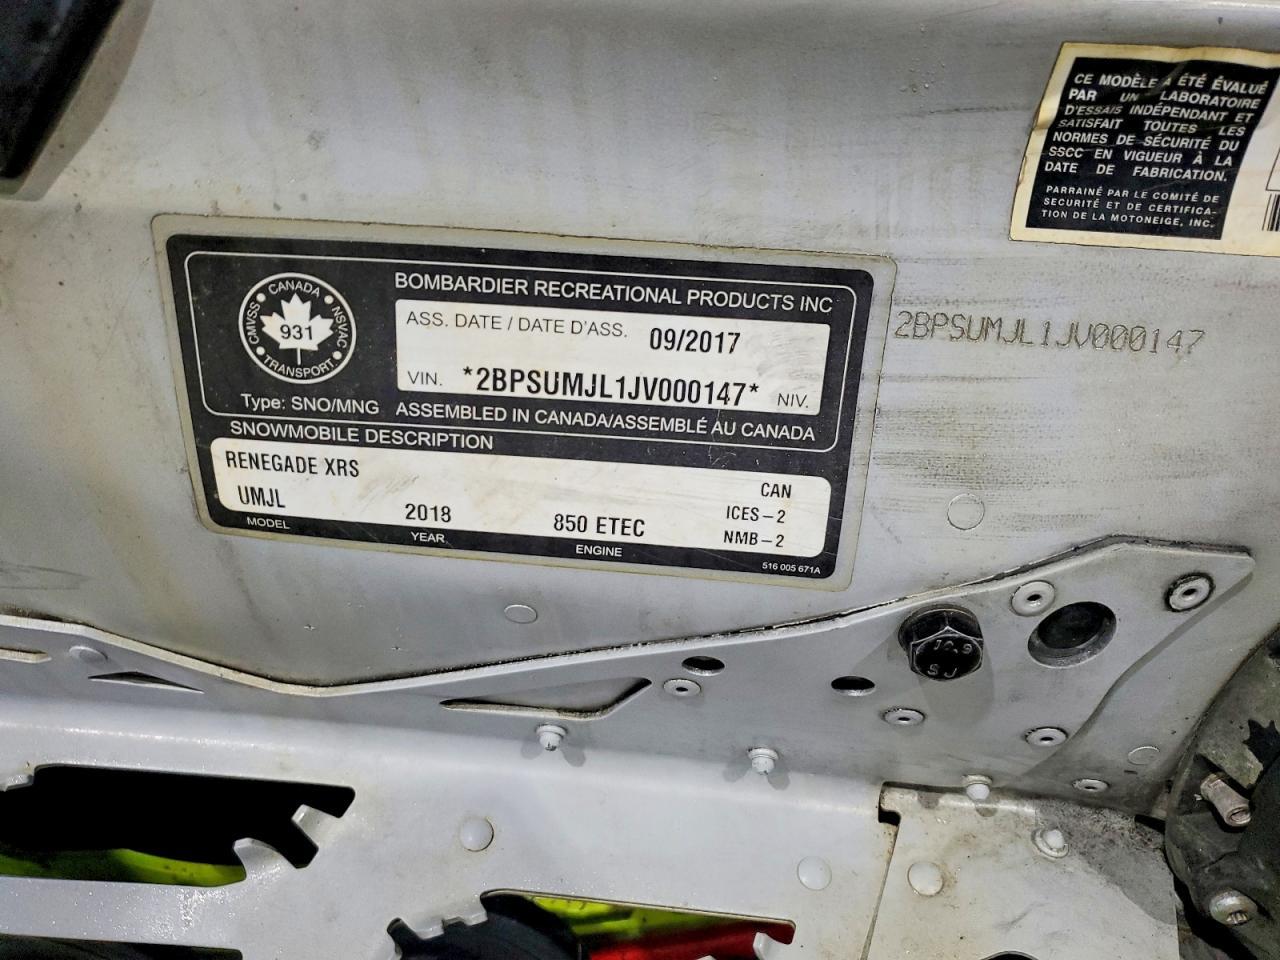 CE MODÈLE A ÉTÉ ÉVALUÉ
PAR UN LABORATOIRE
D'ESSAIS INDÉPENDANT ET
SATISFAIT TOUTES LES
NORMES DE SÉCURITÉ DU
SSCC EN VIGUEUR À LA
DATE DE FABRICATION.
PARRAINÉ PAR LE COMITÉ DE
SECURITÉ ET DE CERTIFICA-
TION DE LA MOTONEIGE, INC.
CANADA
CMVSS
NSVAC
931
TRANSPORT
BOMBARDIER RECREATIONAL PRODUCTS INC
ASS. DATE / DATE D'ASS. 09/2017
VIN. *2BPSUMJL1JV000147* NIV.
Type: SNO/MNG ASSEMBLED IN CANADA/ASSEMBLÉ AU CANADA
SNOWMOBILE DESCRIPTION
RENEGADE XRS CAN
UMJL 2018 850 ETEC ICES-2
NMB-2
MODEL YEAR ENGINE
516 005 671A
2BPSUMJL1JV000147
10.9
SJ